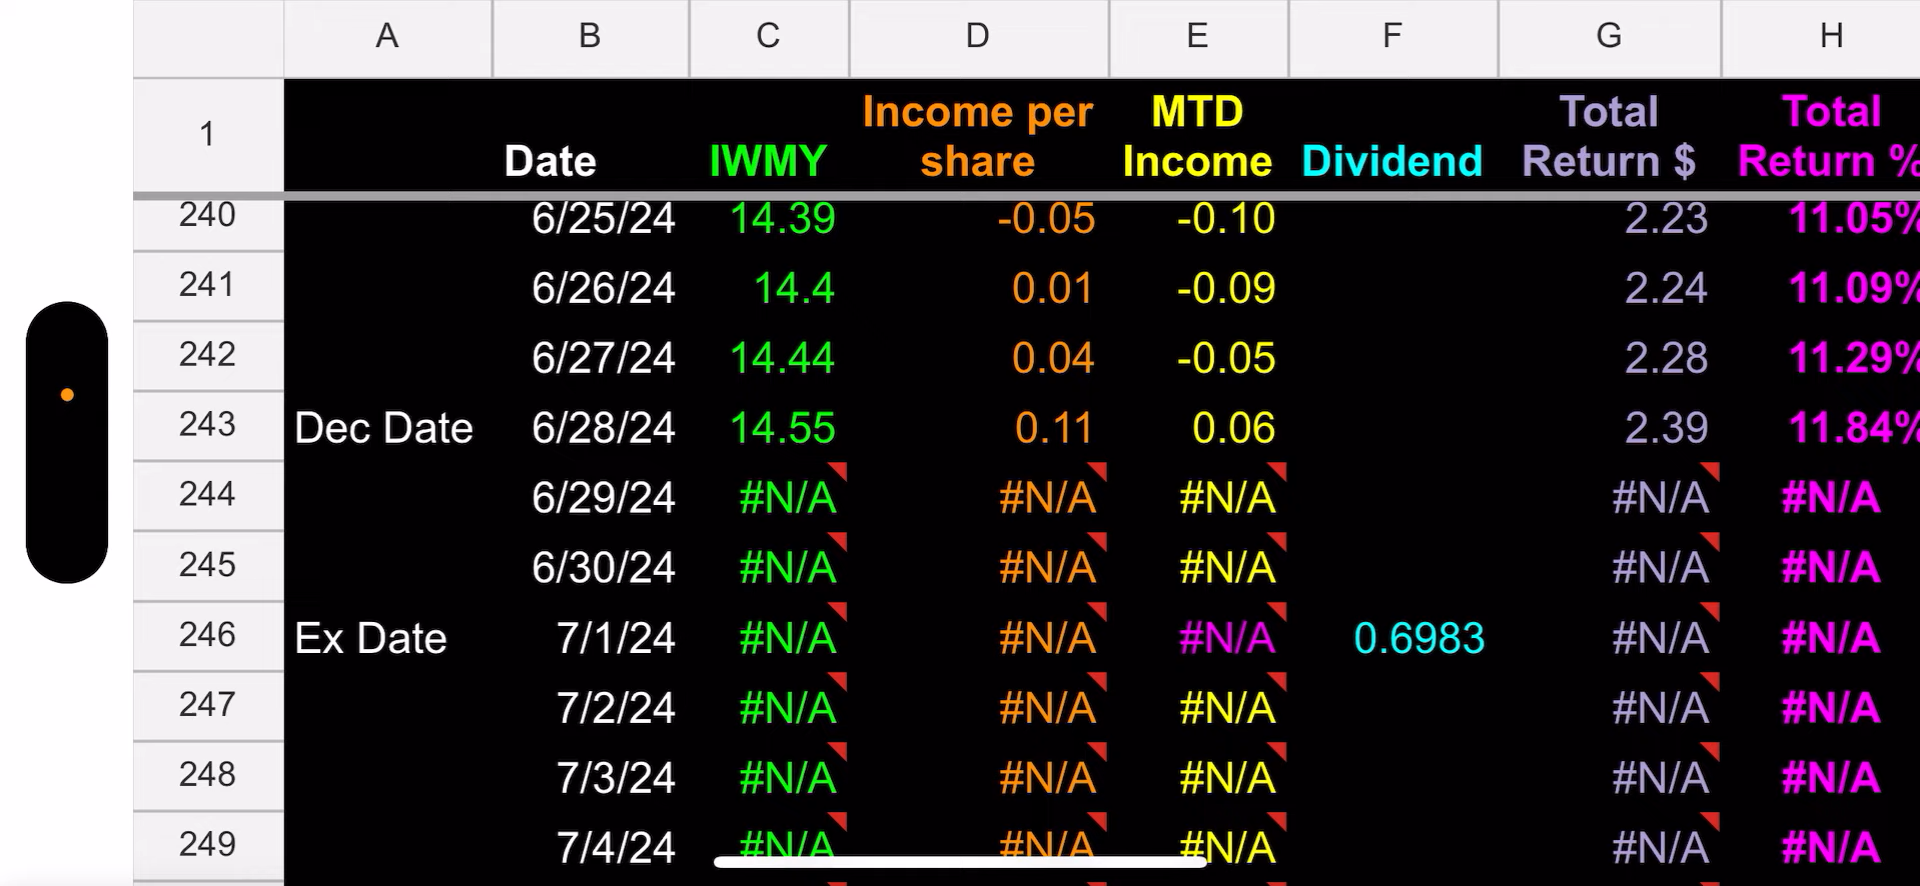 A B C D E F G H
1 Date IWMY Income per share MTD Income Dividend Total Return $ Total Return %
240 6/25/24 14.39 -0.05 -0.10 2.23 11.05%
241 6/26/24 14.4 0.01 -0.09 2.24 11.09%
242 6/27/24 14.44 0.04 -0.05 2.28 11.29%
243 Dec Date 6/28/24 14.55 0.11 0.06 2.39 11.84%
244 6/29/24 #N/A #N/A #N/A #N/A #N/A
245 6/30/24 #N/A #N/A #N/A #N/A #N/A
246 Ex Date 7/1/24 #N/A #N/A #N/A 0.6983 #N/A #N/A
247 7/2/24 #N/A #N/A #N/A #N/A #N/A
248 7/3/24 #N/A #N/A #N/A #N/A #N/A
249 7/4/24 #N/A #N/A #N/A #N/A #N/A